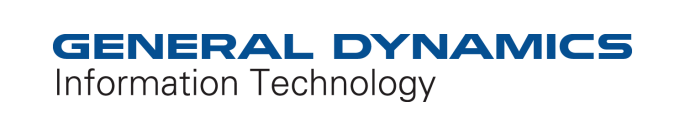 GENERAL DYNAMICS
Information Technology